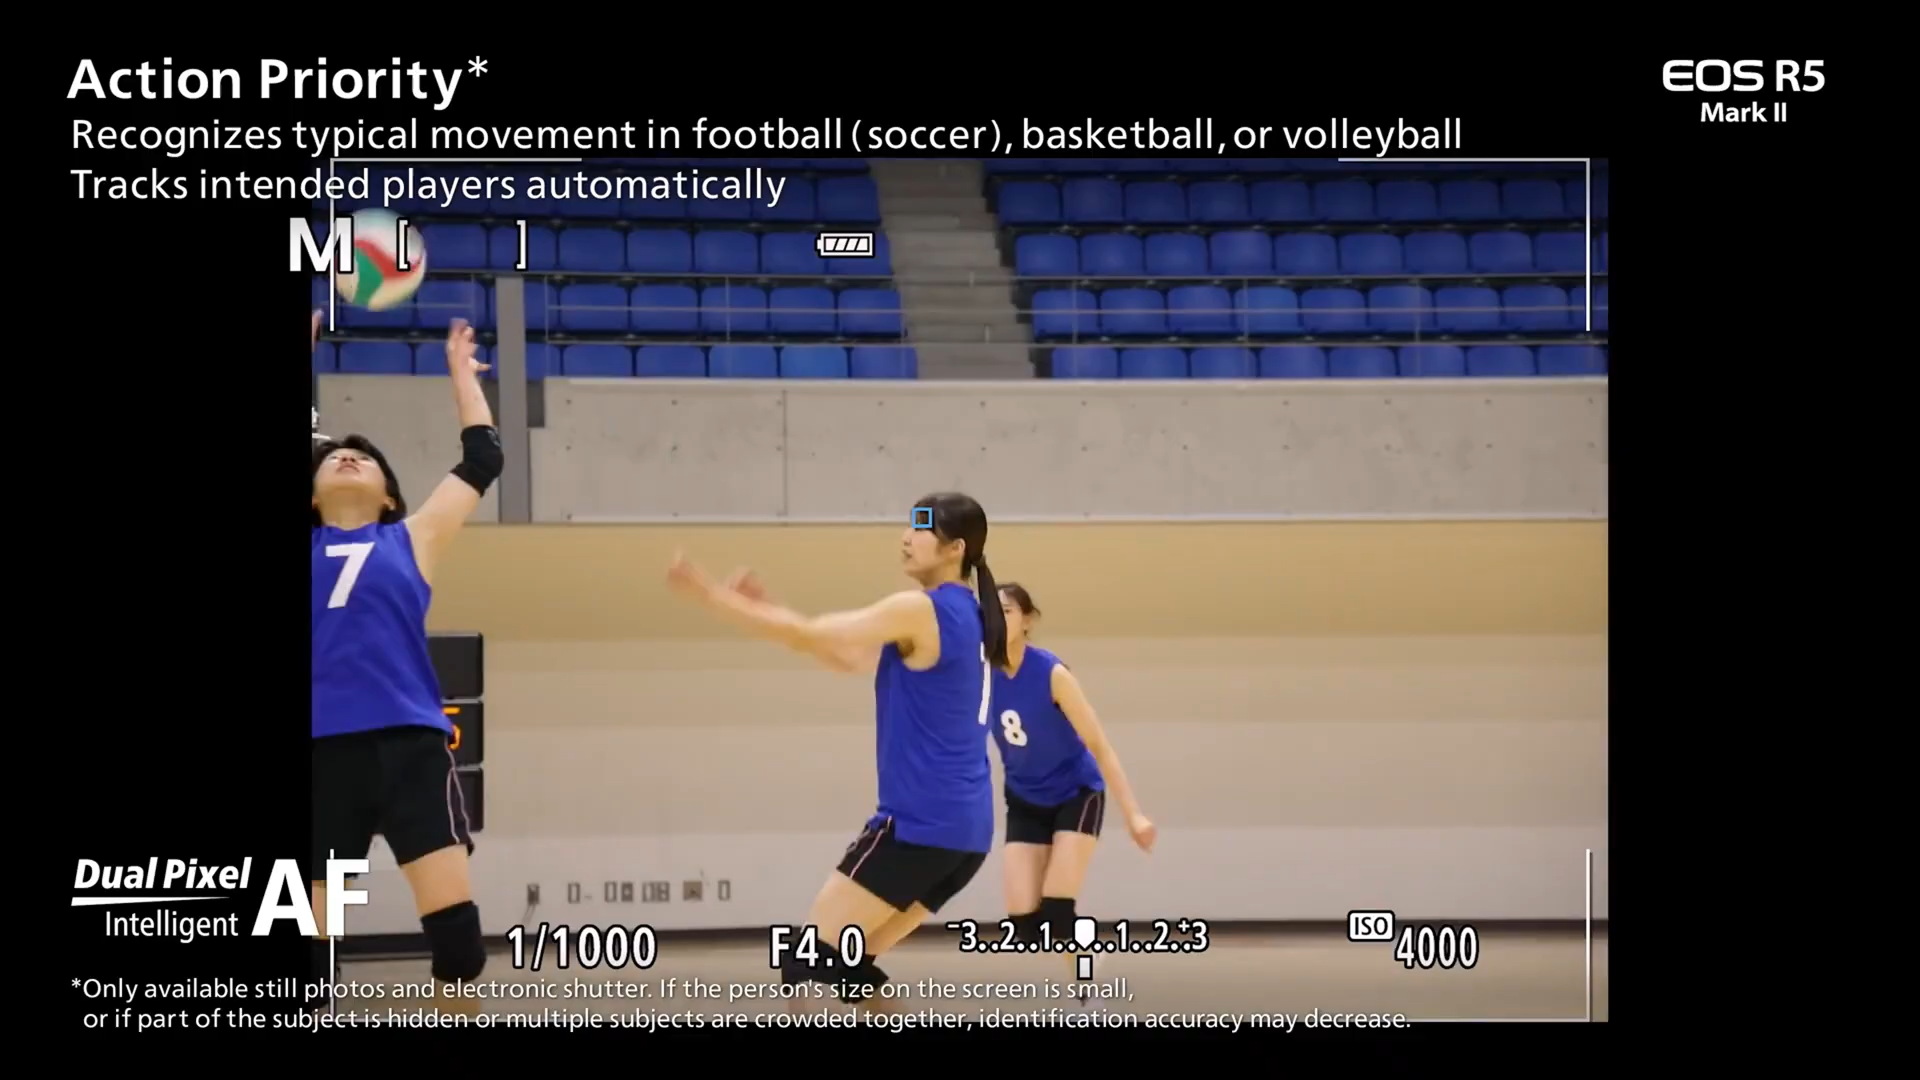 Action Priority*
EOS R5
Mark II
Recognizes typical movement in football (soccer), basketball, or volleyball
Tracks intended players automatically
M [ ]
7
1
8
5
Dual Pixel
Intelligent AF
1/1000 F4.0 -3..2..1..:..1..2.:+3 ISO 4000
*Only available still photos and electronic shutter. If the person's size on the screen is small,
or if part of the subject is hidden or multiple subjects are crowded together, identification accuracy may decrease.